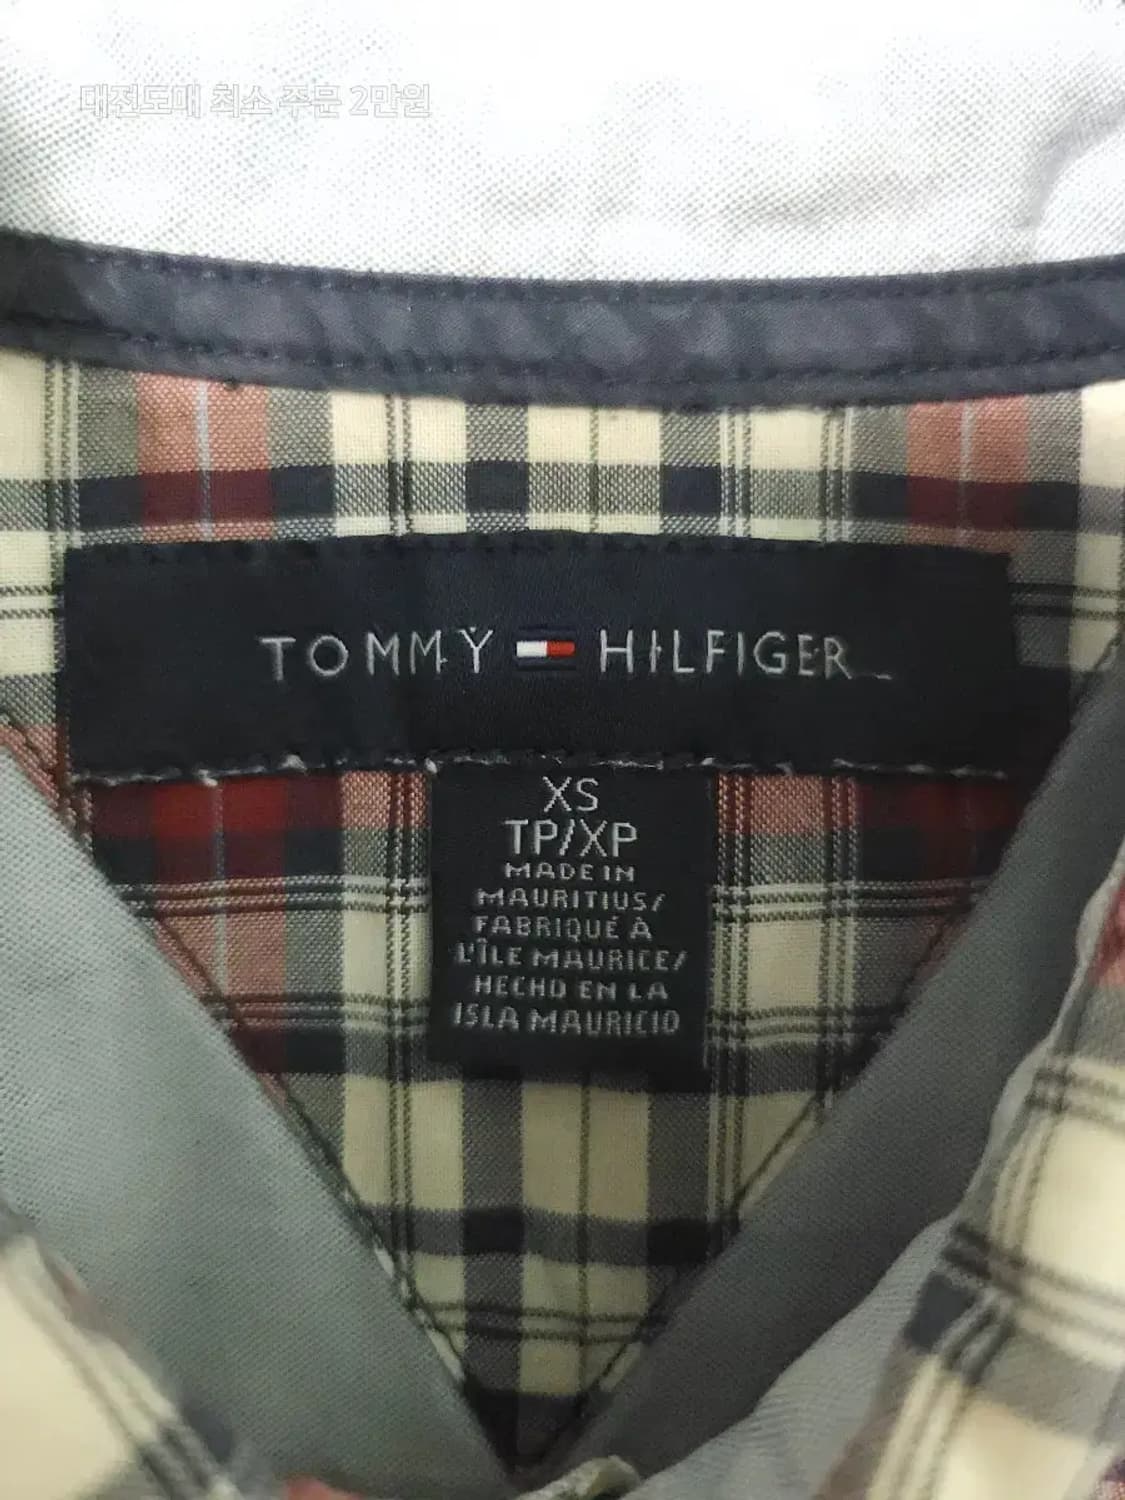 대전도매 최소 주문 2만원
TOMMY HILFIGER
XS
TP/XP
MADE IN
MAURITIUS/
FABRIQUÉ À
L'ÎLE MAURICE/
HECHO EN LA
ISLA MAURICIO